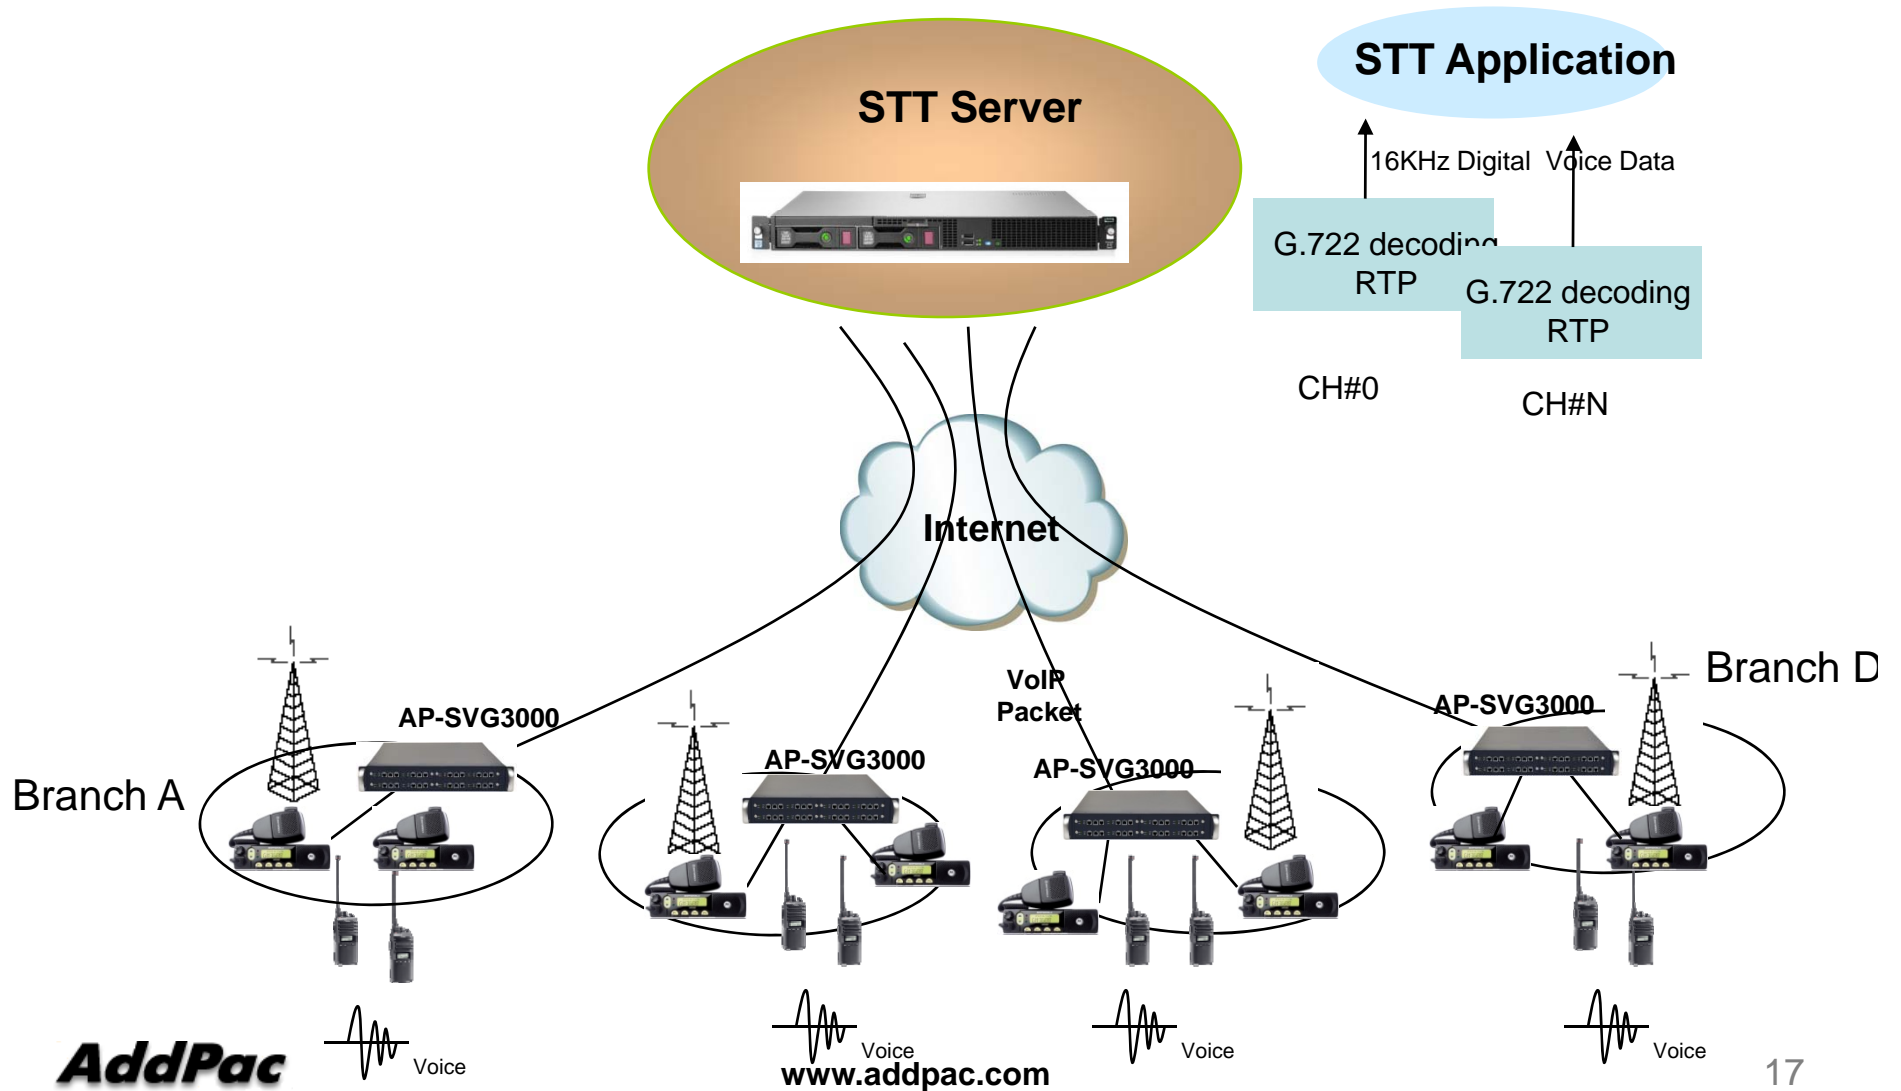 STT Server
STT Application
16KHz Digital Voice Data
G.722 decoding
RTP
G.722 decoding
RTP
CH#0
CH#N
Internet
VoIP
Packet
Branch A
AP-SVG3000
AP-SVG3000
AP-SVG3000
AP-SVG3000
Branch D
Voice
Voice
Voice
Voice
AddPac
www.addpac.com
17